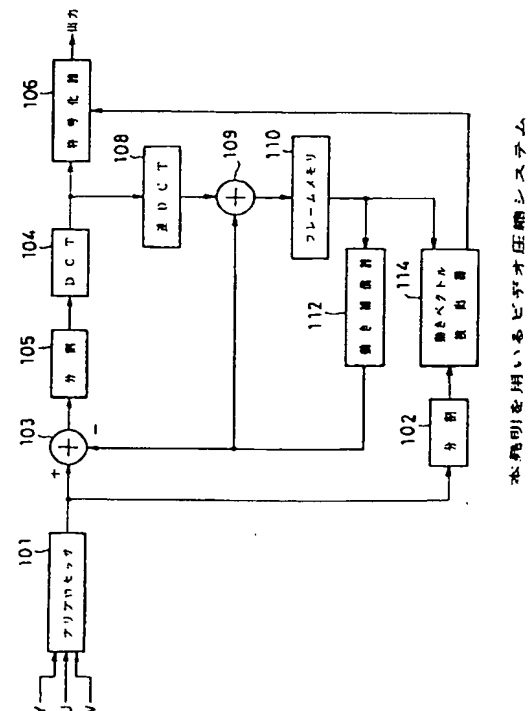 Y
U
V
101
プリプロセッサ
+
103
-
105
分割
104
DCT
106
符号化器
出力
108
逆DCT
109
110
フレームメモリ
112
動き補償器
102
分割
114
動きベクトル
検出器
本発明を用いるビデオ圧縮システム